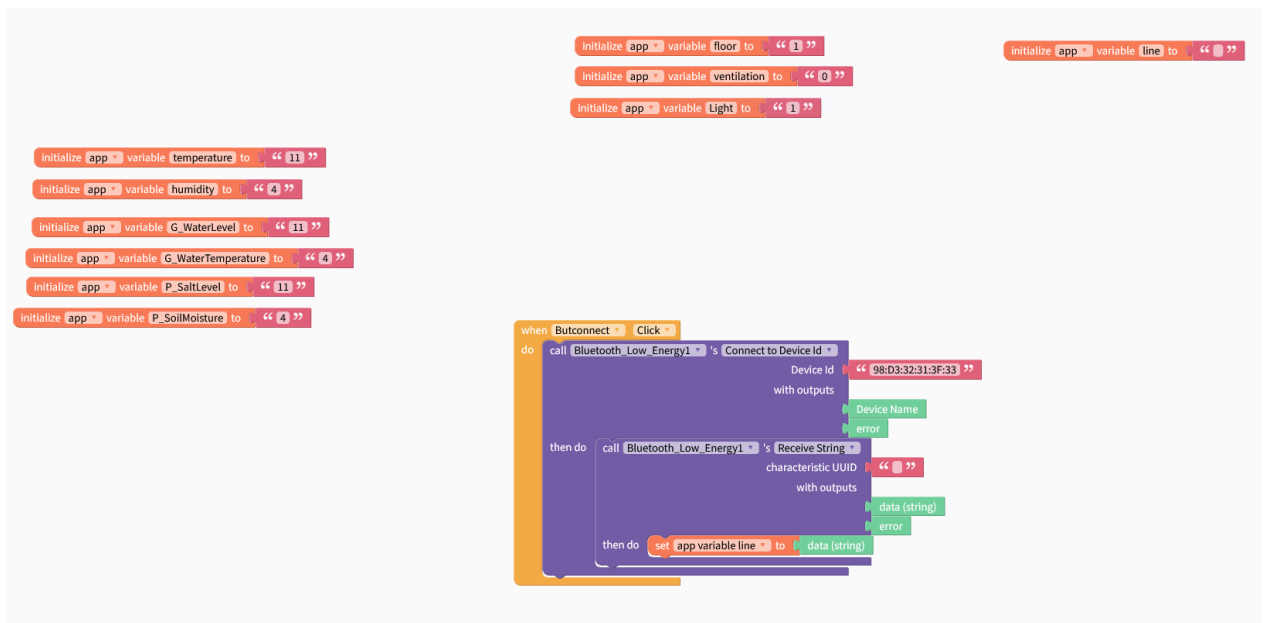 initialize app variable floor to “ 1 ”
initialize app variable line to “ ”
initialize app variable ventilation to “ 0 ”
initialize app variable Light to “ 1 ”
initialize app variable temperature to “ 11 ”
initialize app variable humidity to “ 4 ”
initialize app variable G_WaterLevel to “ 11 ”
initialize app variable G_WaterTemperature to “ 4 ”
initialize app variable P_SaltLevel to “ 11 ”
initialize app variable P_SoilMoisture to “ 4 ”
when Butconnect Click
do call Bluetooth_Low_Energy1 's Connect to Device Id
Device Id “ 98:D3:32:31:3F:33 ”
with outputs
Device Name
error
then do call Bluetooth_Low_Energy1 's Receive String
characteristic UUID “ ”
with outputs
data (string)
error
then do set app variable line to data (string)